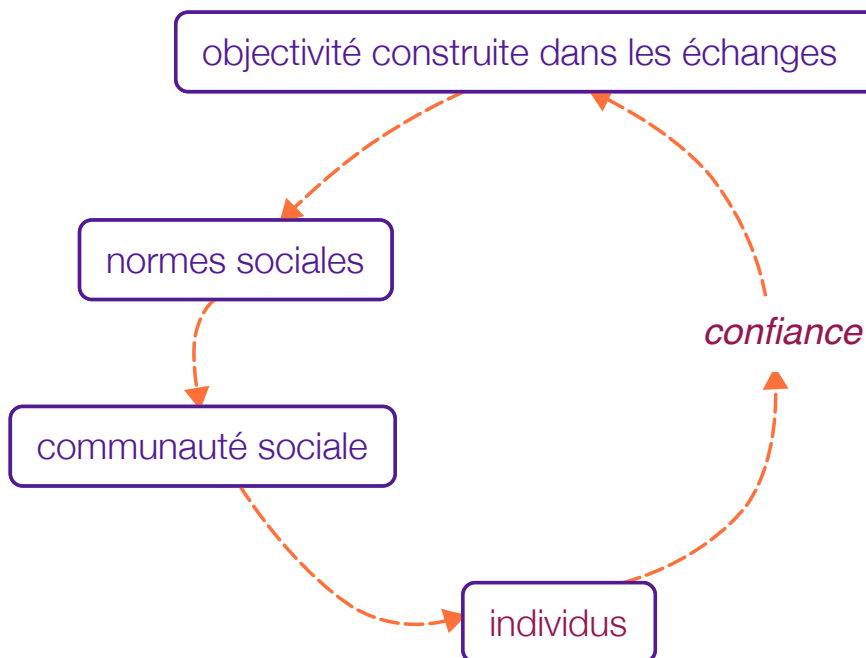 objectivité construite dans les échanges
normes sociales
confiance
communauté sociale
individus